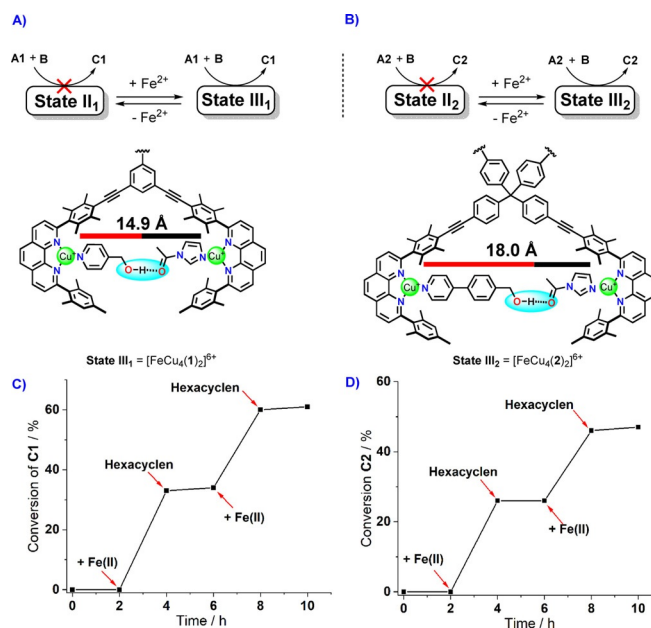 A)
A1 + B
C1
A1 + B
C1
+ Fe2+
State II1
State III1
- Fe2+
14.9 Å
N
Cu+
N
N
O-H
O
N
N
Cu+
N
N
State III1 = [FeCu4(1)2]6+
B)
A2 + B
C2
A2 + B
C2
+ Fe2+
State II2
State III2
- Fe2+
18.0 Å
N
Cu+
N
N
O-H
O
N
N
Cu+
N
N
State III2 = [FeCu4(2)2]6+
C)
Conversion of C1 / %
60
40
20
0
0 2 4 6 8 10
Time / h
+ Fe(II)
Hexacyclen
+ Fe(II)
Hexacyclen
D)
Conversion C2 / %
60
40
20
0
0 2 4 6 8 10
Time / h
+ Fe(II)
Hexacyclen
+ Fe(II)
Hexacyclen